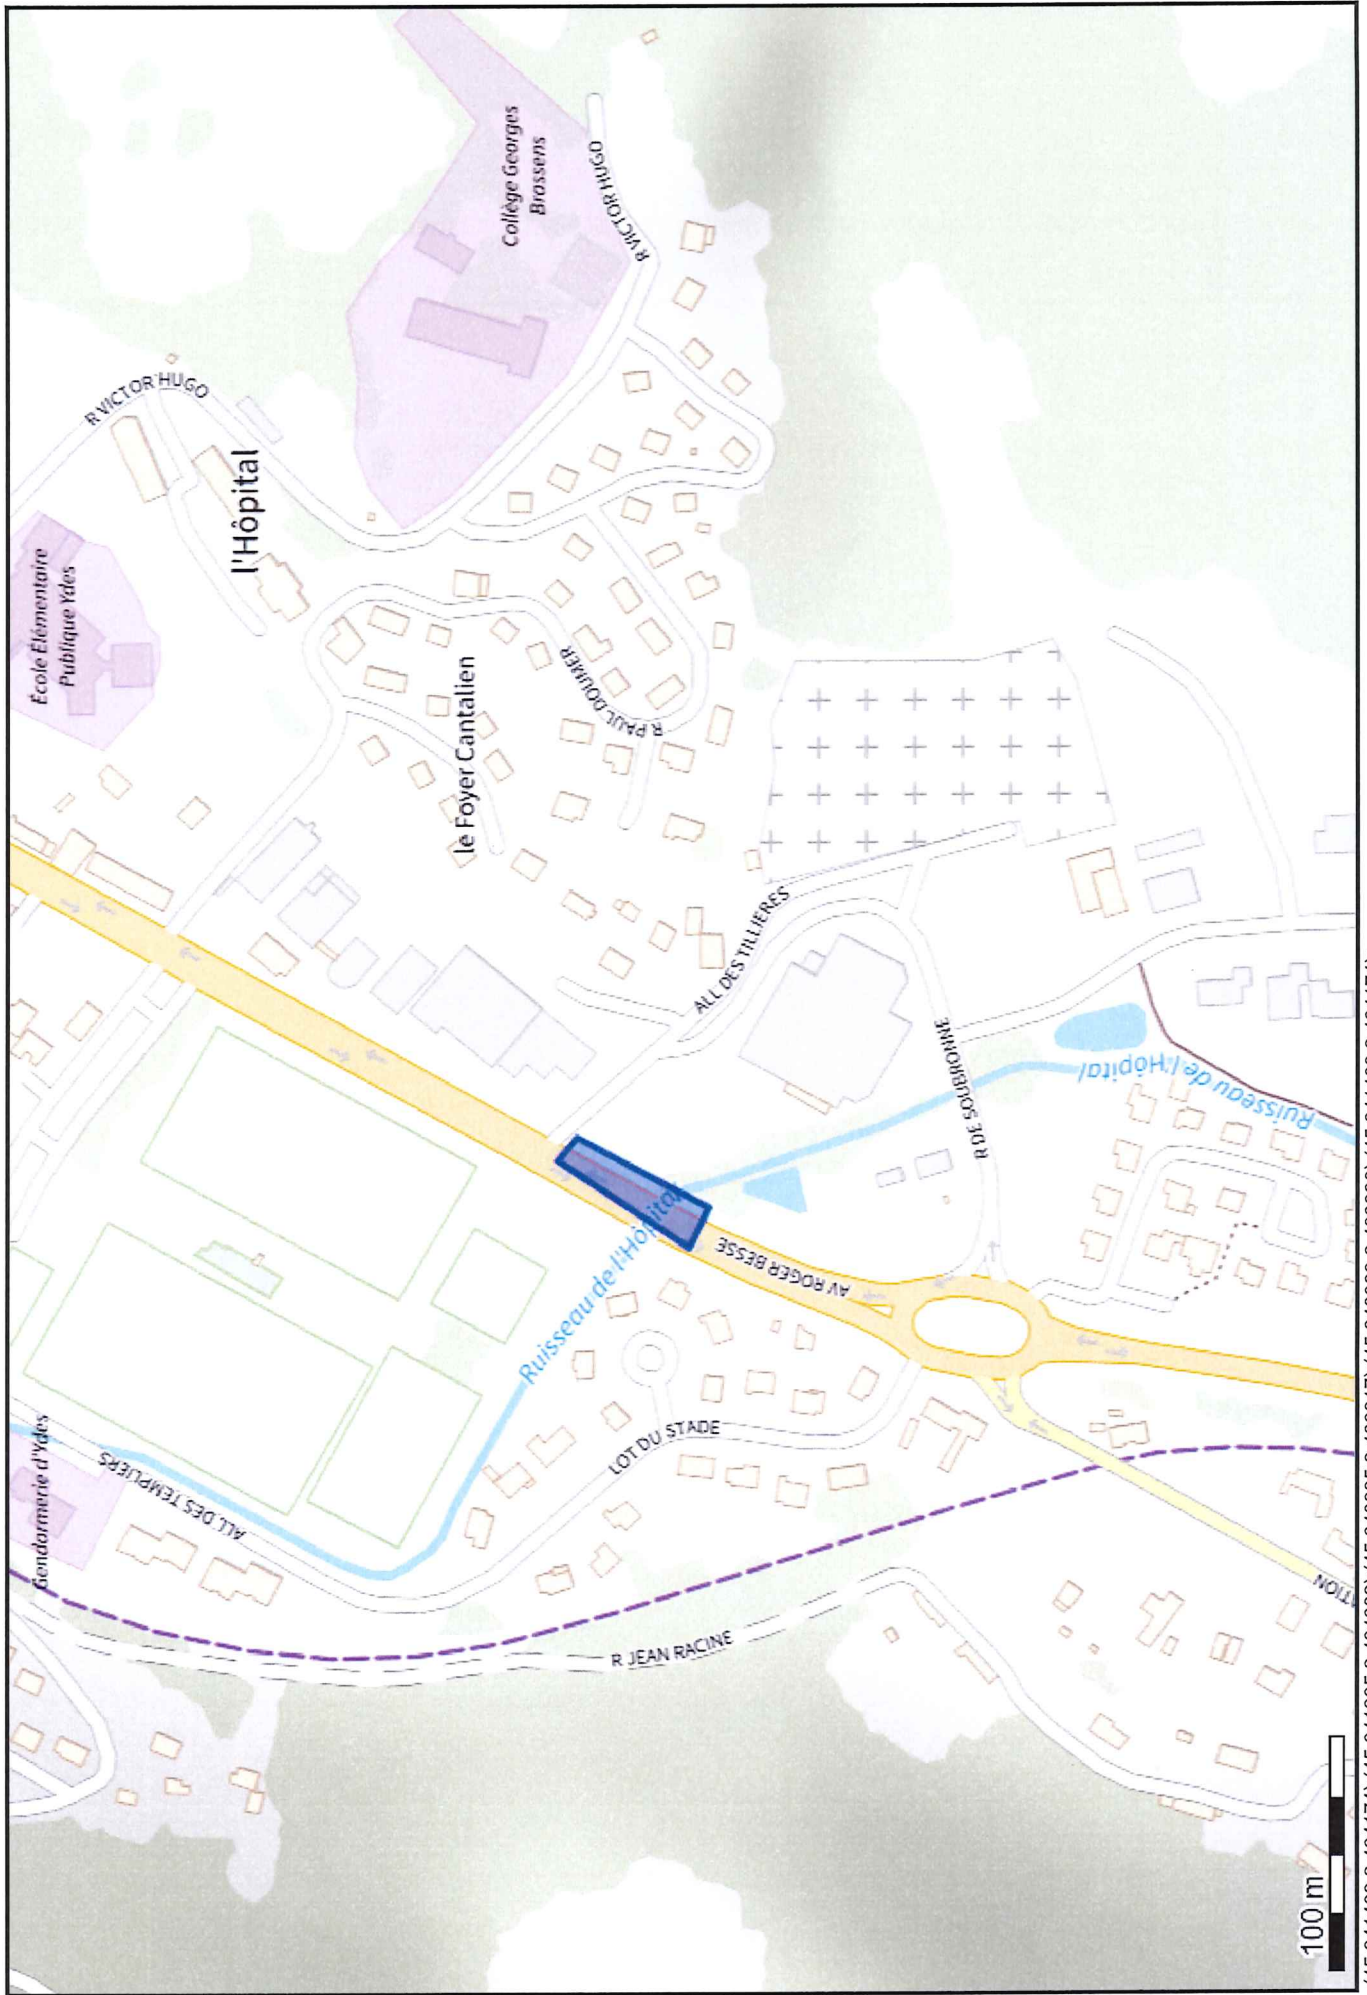 Collège Georges
Brassens
R VICTOR HUGO
R VICTOR HUGO
l'Hôpital
École Élémentaire
Publique Ydes
le Foyer Cantalien
R PAUL DOUMER
ALL DES TILLIERES
R DE SOUBRONNE
Ruisseau de l'Hôpital
Ruisseau de l'Hôpital
AV ROGER BESSE
LOT DU STADE
ALL DES TEMPLIERS
Gendarmerie d'Ydes
R JEAN RACINE
ATION
100 m